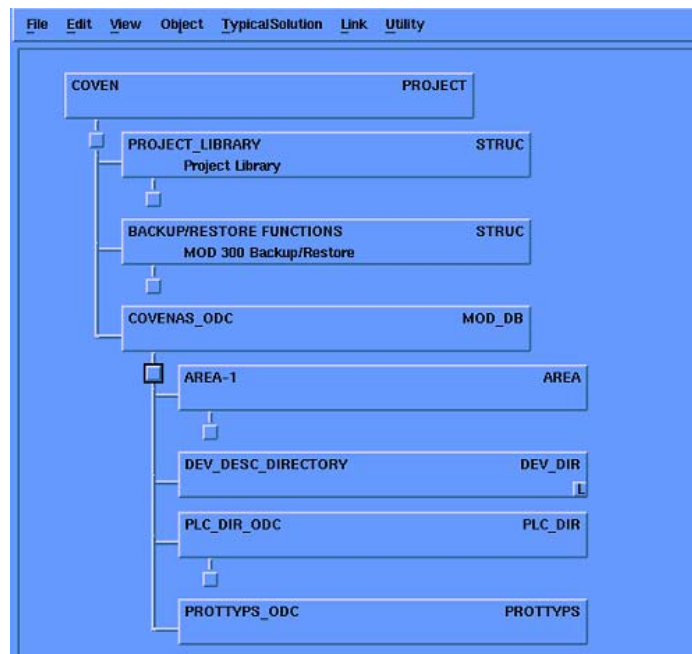 File Edit View Object TypicalSolution Link Utility
COVEN PROJECT
PROJECT_LIBRARY STRUC
Project Library
BACKUP/RESTORE FUNCTIONS STRUC
MOD 300 Backup/Restore
COVENAS_ODC MOD_DB
AREA-1 AREA
DEV_DESC_DIRECTORY DEV_DIR
L
PLC_DIR_ODC PLC_DIR
PROTTYPS_ODC PROTTYPS